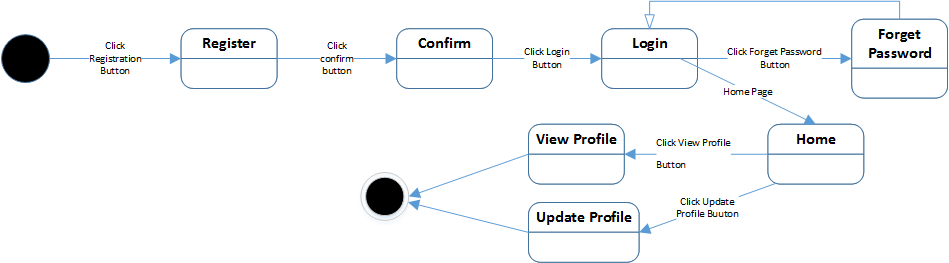 Click
Registration
Button
Register
Click
confirm
button
Confirm
Click Login
Button
Login
Click Forget Password
Button
Forget
Password
Home Page
View Profile
Click View Profile
Button
Home
Click Update
Profile Buuton
Update Profile